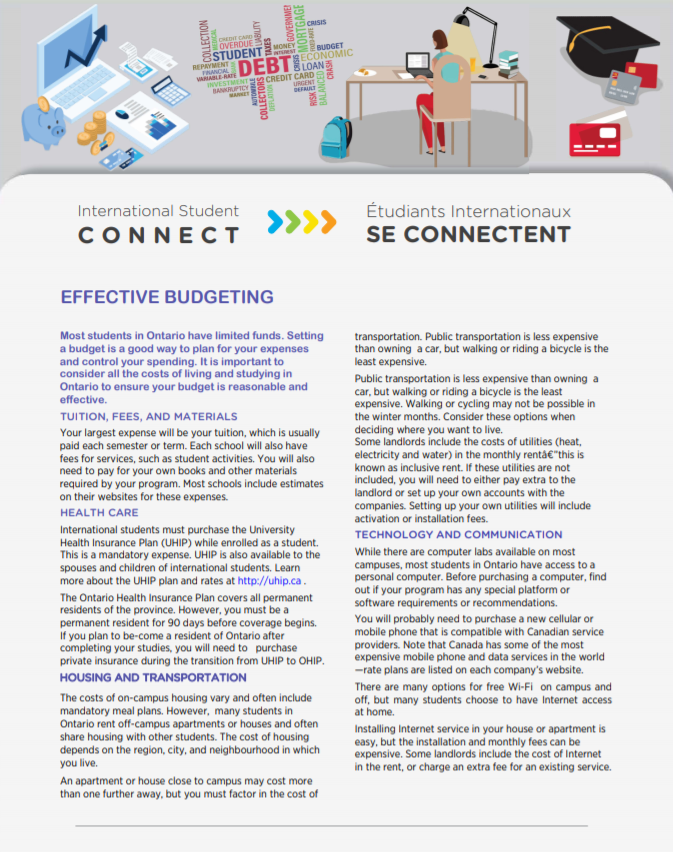 COLLECTION
MEDICAL
CREDIT CARD
OVERDUE
LIABILITY
TAXES
GOVERNMENT
MORTGAGE
CRISIS
STUDENT
MONEY
INTEREST
FIXED-RATE
BUDGET
REPAYMENT
ECONOMIC
FINANCIAL
DEBT
CRISIS
LOAN
VARIABLE-RATE
CREDIT CARD
CRASH
INVESTMENT
URGENT
BANKRUPTCY
DEFAULT
MARKET
AUTOMOBILE
COLLECTORS
INFLATION
RISK
BALANCED
International Student
CONNECT
Étudiants Internationaux
SE CONNECTENT
EFFECTIVE BUDGETING
Most students in Ontario have limited funds. Setting
a budget is a good way to plan for your expenses
and control your spending. It is important to
consider all the costs of living and studying in
Ontario to ensure your budget is reasonable and
effective.
TUITION, FEES, AND MATERIALS
Your largest expense will be your tuition, which is usually
paid each semester or term. Each school will also have
fees for services, such as student activities. You will also
need to pay for your own books and other materials
required by your program. Most schools include estimates
on their websites for these expenses.
HEALTH CARE
International students must purchase the University
Health Insurance Plan (UHIP) while enrolled as a student.
This is a mandatory expense. UHIP is also available to the
spouses and children of international students. Learn
more about the UHIP plan and rates at http://uhip.ca .
The Ontario Health Insurance Plan covers all permanent
residents of the province. However, you must be a
permanent resident for 90 days before coverage begins.
If you plan to be-come a resident of Ontario after
completing your studies, you will need to purchase
private insurance during the transition from UHIP to OHIP.
HOUSING AND TRANSPORTATION
The costs of on-campus housing vary and often include
mandatory meal plans. However, many students in
Ontario rent off-campus apartments or houses and often
share housing with other students. The cost of housing
depends on the region, city, and neighbourhood in which
you live.
An apartment or house close to campus may cost more
than one further away, but you must factor in the cost of
transportation. Public transportation is less expensive
than owning a car, but walking or riding a bicycle is the
least expensive.
Public transportation is less expensive than owning a
car, but walking or riding a bicycle is the least
expensive. Walking or cycling may not be possible in
the winter months. Consider these options when
deciding where you want to live.
Some landlords include the costs of utilities (heat,
electricity and water) in the monthly rentâ€”this is
known as inclusive rent. If these utilities are not
included, you will need to either pay extra to the
landlord or set up your own accounts with the
companies. Setting up your own utilities will include
activation or installation fees.
TECHNOLOGY AND COMMUNICATION
While there are computer labs available on most
campuses, most students in Ontario have access to a
personal computer. Before purchasing a computer, find
out if your program has any special platform or
software requirements or recommendations.
You will probably need to purchase a new cellular or
mobile phone that is compatible with Canadian service
providers. Note that Canada has some of the most
expensive mobile phone and data services in the world
—rate plans are listed on each company's website.
There are many options for free Wi-Fi on campus and
off, but many students choose to have Internet access
at home.
Installing Internet service in your house or apartment is
easy, but the installation and monthly fees can be
expensive. Some landlords include the cost of Internet
in the rent, or charge an extra fee for an existing service.